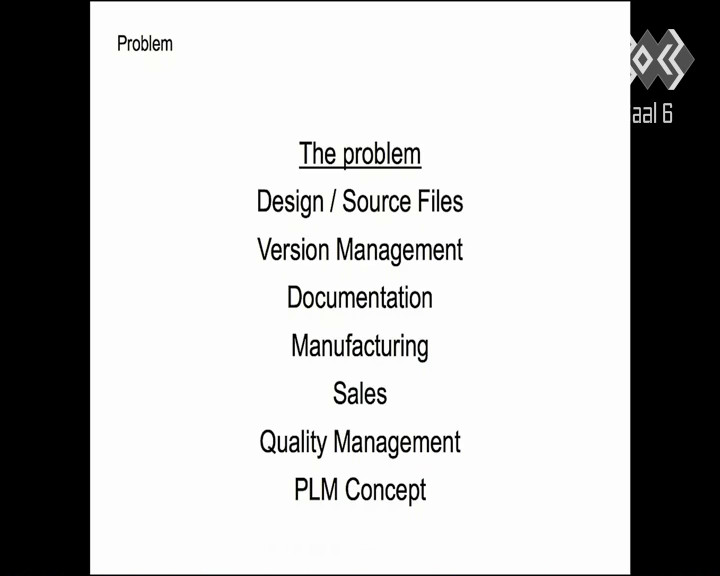 Problem
aal 6
The problem
Design / Source Files
Version Management
Documentation
Manufacturing
Sales
Quality Management
PLM Concept